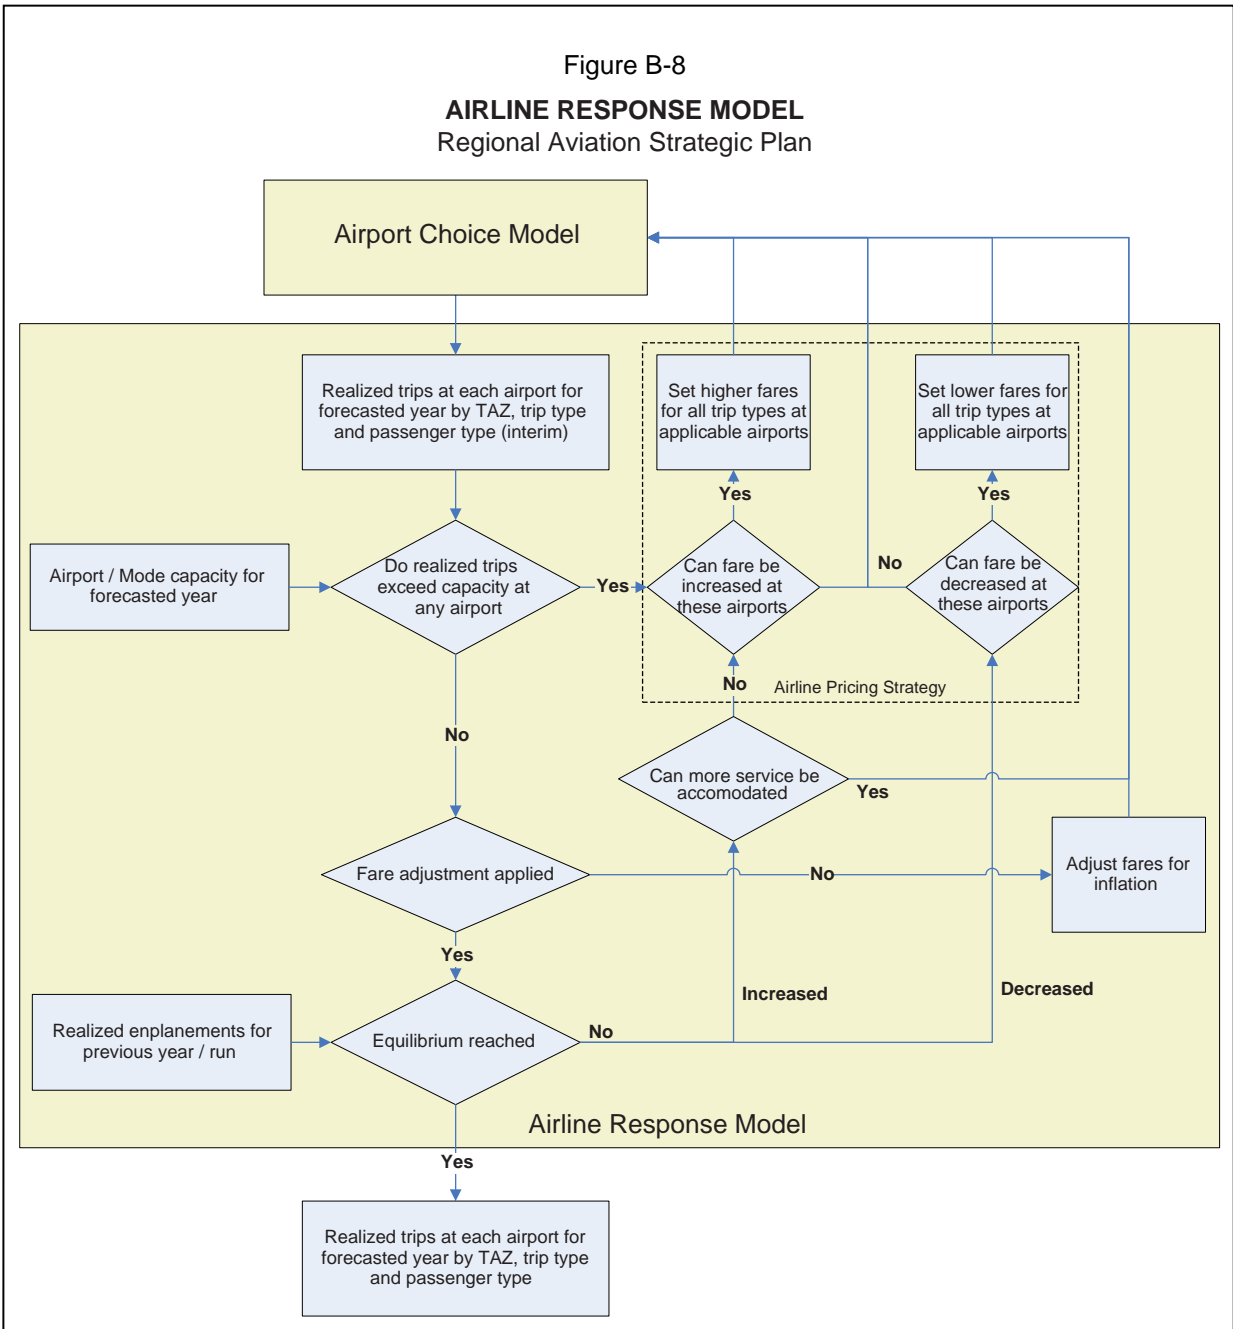 Figure B-8
AIRLINE RESPONSE MODEL
Regional Aviation Strategic Plan
Airport Choice Model
Realized trips at each airport for
forecasted year by TAZ, trip type
and passenger type (interim)
Set higher fares
for all trip types at
applicable airports
Set lower fares for
all trip types at
applicable airports
Yes
Yes
Airport / Mode capacity for
forecasted year
Do realized trips
exceed capacity at
any airport
Yes
Can fare be
increased at
these airports
No
Can fare be
decreased at
these airports
No
Airline Pricing Strategy
No
Can more service be
accomodated
Yes
Fare adjustment applied
No
Adjust fares for
inflation
Yes
Increased
Decreased
Realized enplanements for
previous year / run
Equilibrium reached
No
Airline Response Model
Yes
Realized trips at each airport for
forecasted year by TAZ, trip type
and passenger type